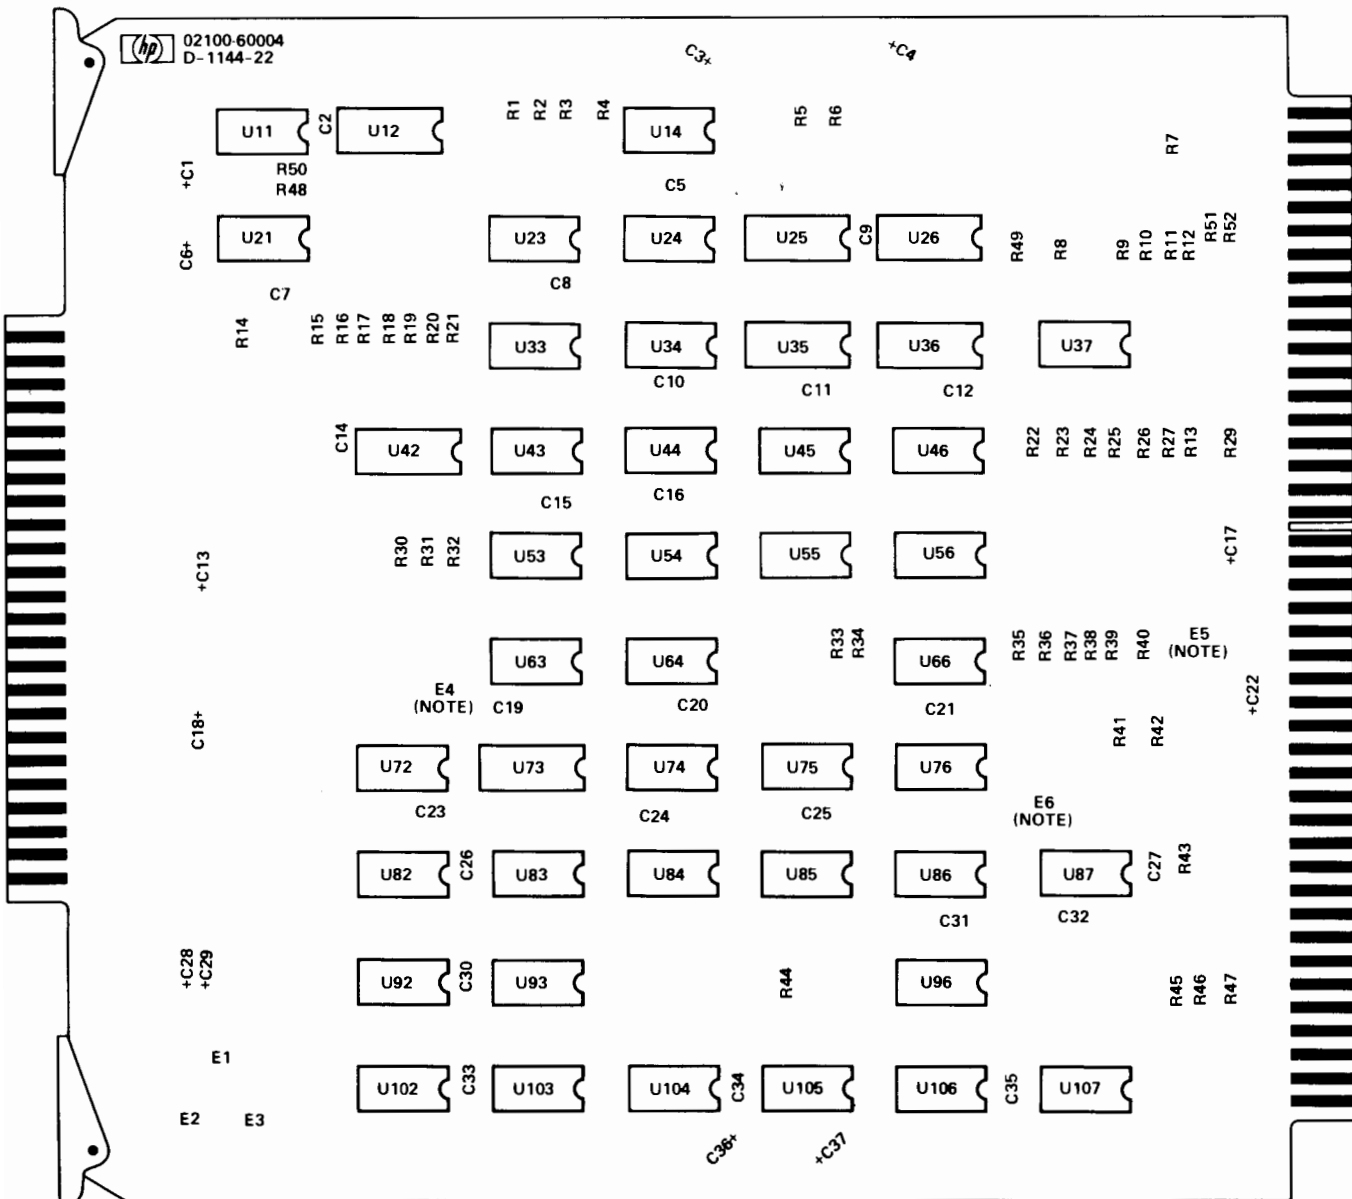 hp 02100-60004
D-1144-22
C3+
+C4
R1 R2 R3 R4 R5 R6
U11 C2 U12 U14
R7
R50
R48
+C1
C5
R51 R52
C6+ U21 U23 U24 U25 C9 U26 R49 R8 R9 R10 R11 R12
C7
C8
R14 R15 R16 R17 R18 R19 R20 R21
U33 U34 U35 U36 U37
C10 C11 C12
C14 U42 U43 U44 U45 U46 R22 R23 R24 R25 R26 R27 R13 R29
C15 C16
+C13 R30 R31 R32 U53 U54 U55 U56 +C17
R33 R34 R35 R36 R37 R38 R39 R40 E5
(NOTE)
U63 U64 U66
E4
(NOTE)
C19 C20 C21 +C22
C18+
R41 R42
U72 U73 U74 U75 U76
C23 C24 C25
E6
(NOTE)
U82 C26 U83 U84 U85 U86 U87 C27 R43
C31 C32
+C28 +C29 U92 C30 U93 R44 U96 R45 R46 R47
E1
U102 C33 U103 U104 C34 U105 U106 C35 U107
E2 E3
C36+
+C37